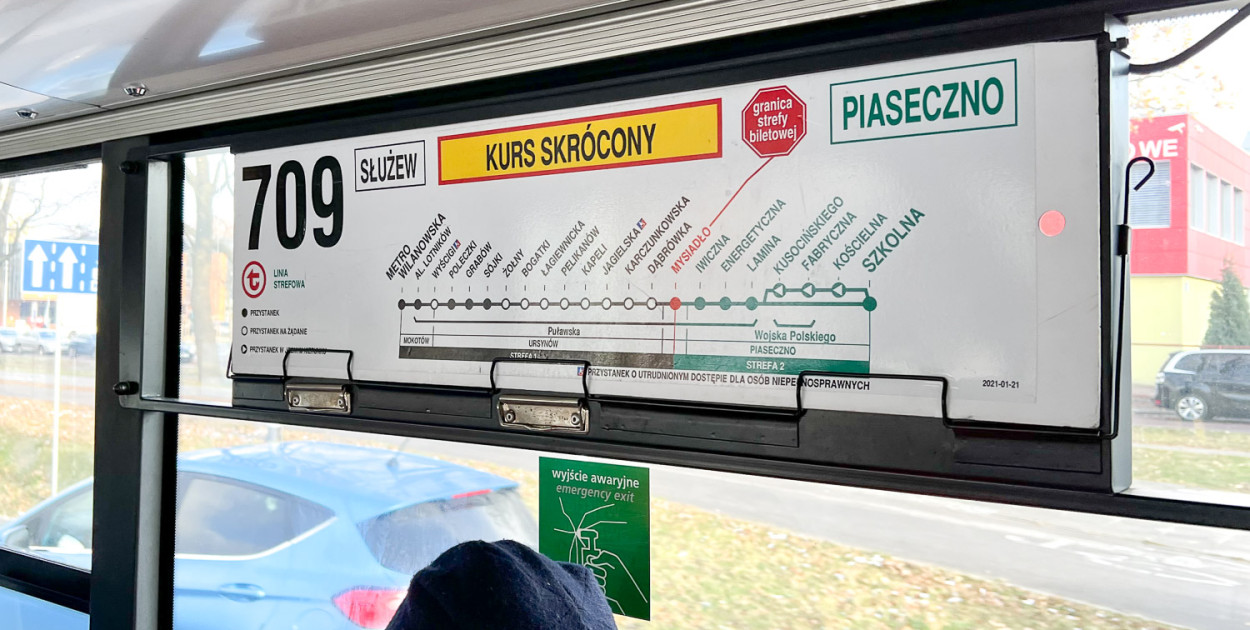 709
SŁUŻEW
KURS SKRÓCONY
granica
strefy
biletowej
PIASECZNO
LINIA
STREFOWA
PRZYSTANEK
PRZYSTANEK NA ŻĄDANIE
PRZYSTANEK W
METRO
WILANOWSKA
AL. LOTNIKÓW
WYŚCIGI
POLECZKI
GRABÓW
SÓJKI
ŻOŁNY
BOGATKI
ŁAGIEWNICKA
PELIKANÓW
KAPELI
JAGIELSKA
KARCZUNKOWSKA
DĄBRÓWKA
MYSIADŁO
IWICZNA
ENERGETYCZNA
LAMINA
KUSOCIŃSKIEGO
FABRYCZNA
KOŚCIELNA
SZKOLNA
Puławska
Wojska Polskiego
MOKOTÓW
URSYNÓW
PIASECZNO
STREFA 1
STREFA 2
PRZYSTANEK O UTRUDNIONYM DOSTĘPIE DLA OSÓB NIEPEŁNOSPRAWNYCH
2021-01-21
wyjście awaryjne
emergency exit